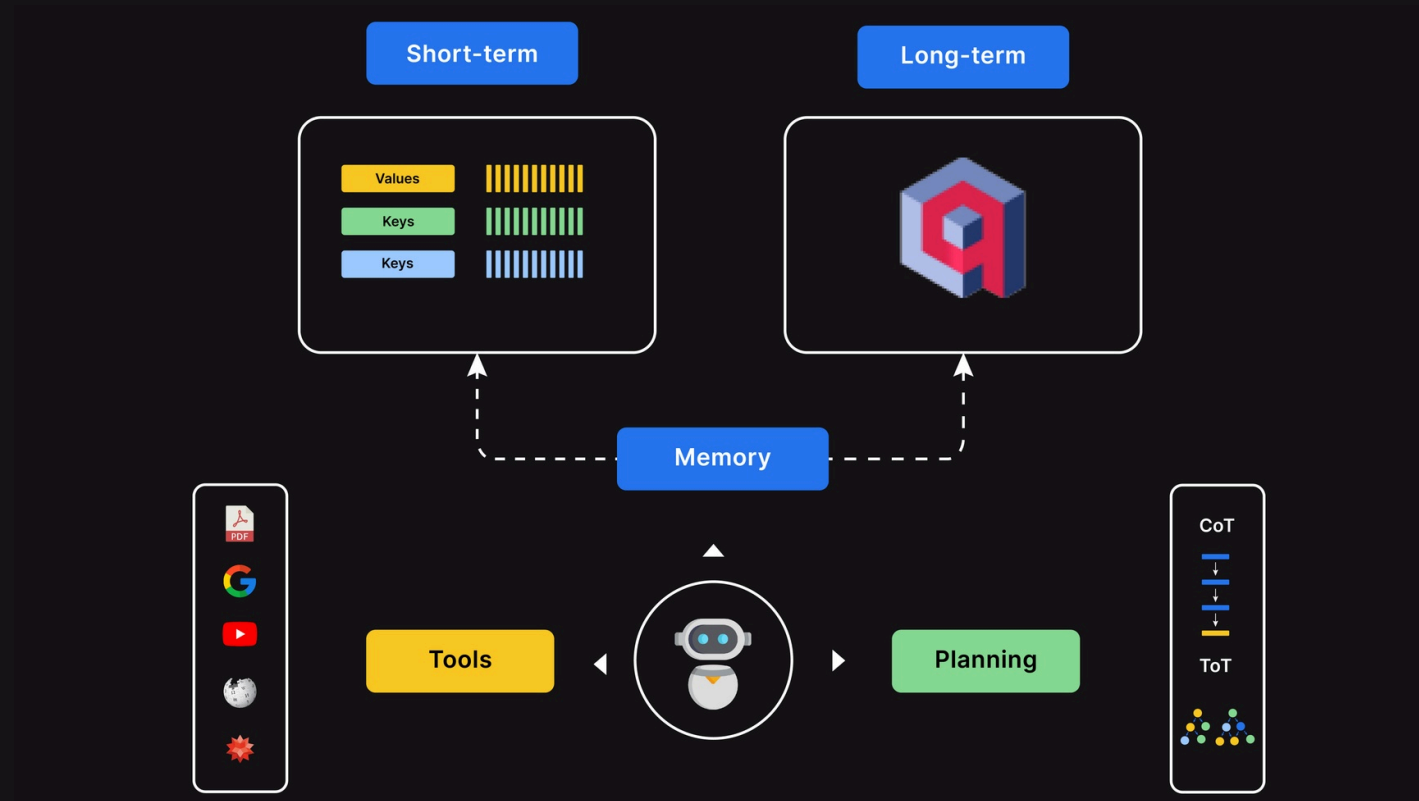 Short-term
Long-term
Values
Keys
Keys
Memory
PDF
CoT
Tools
Planning
ToT